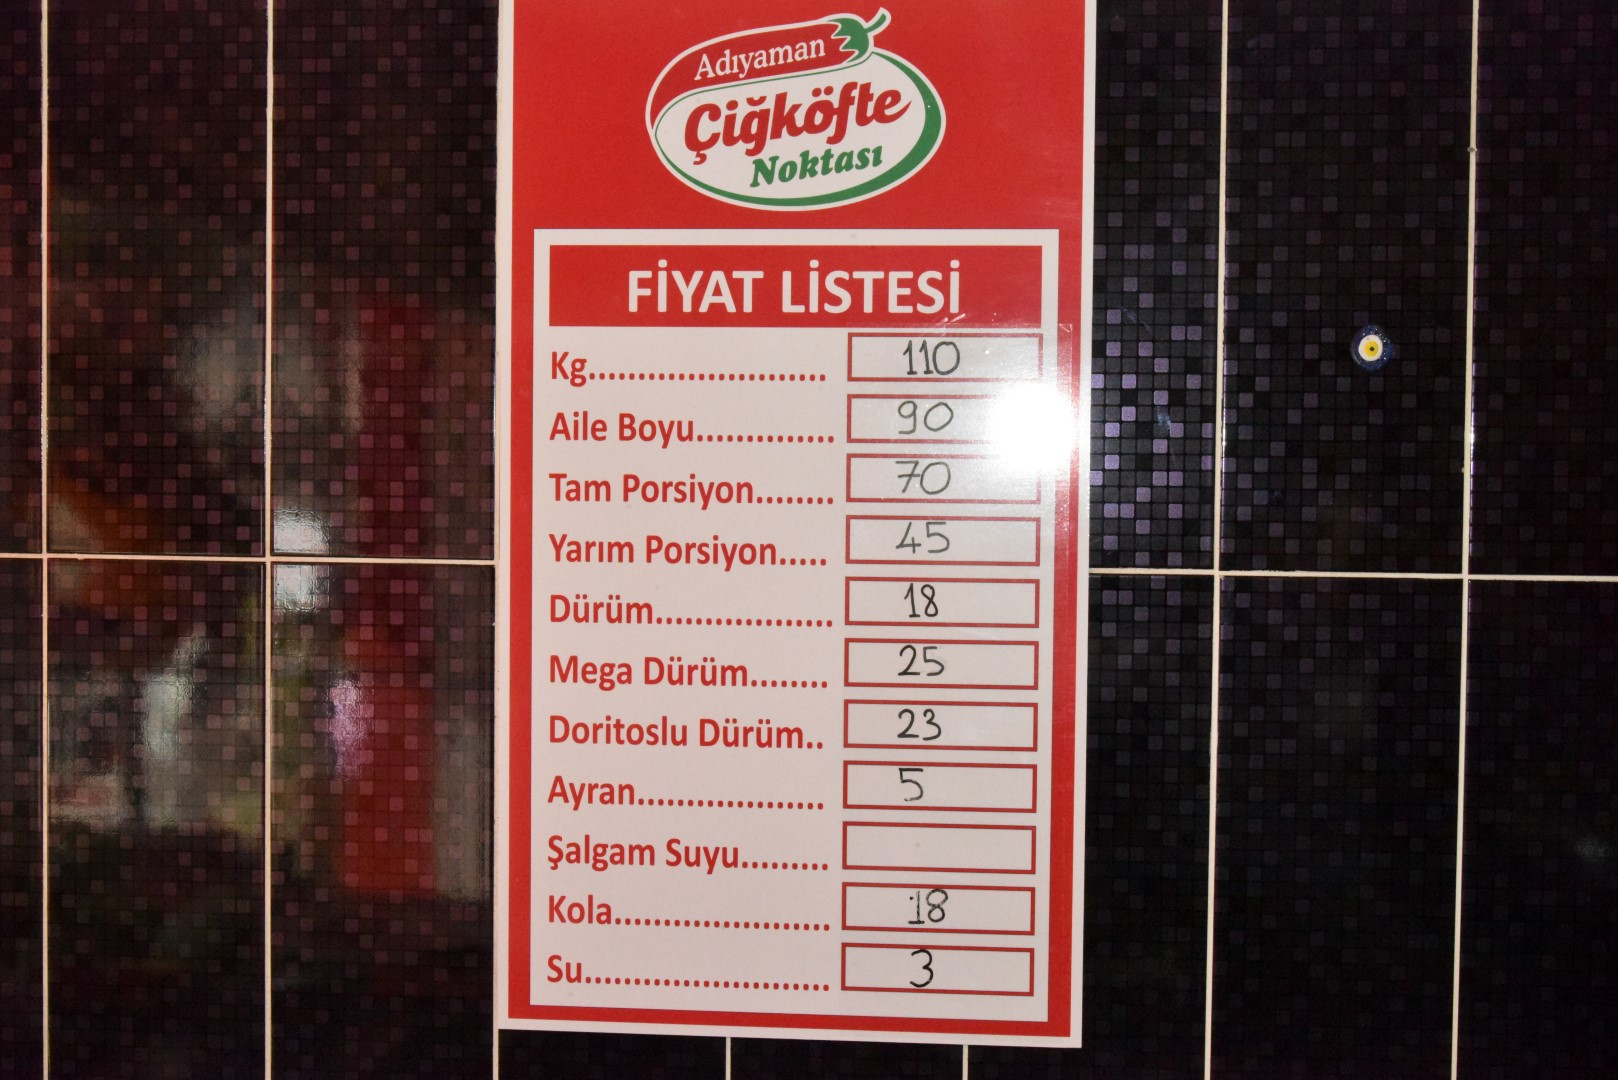 Adıyaman
Çiğköfte
Noktası
FİYAT LİSTESİ
Kg........................ 110
Aile Boyu.............. 90
Tam Porsiyon........ 70
Yarım Porsiyon..... 45
Dürüm.................. 18
Mega Dürüm........ 25
Doritoslu Dürüm.. 23
Ayran................... 5
Şalgam Suyu.........
Kola...................... 18
Su......................... 3